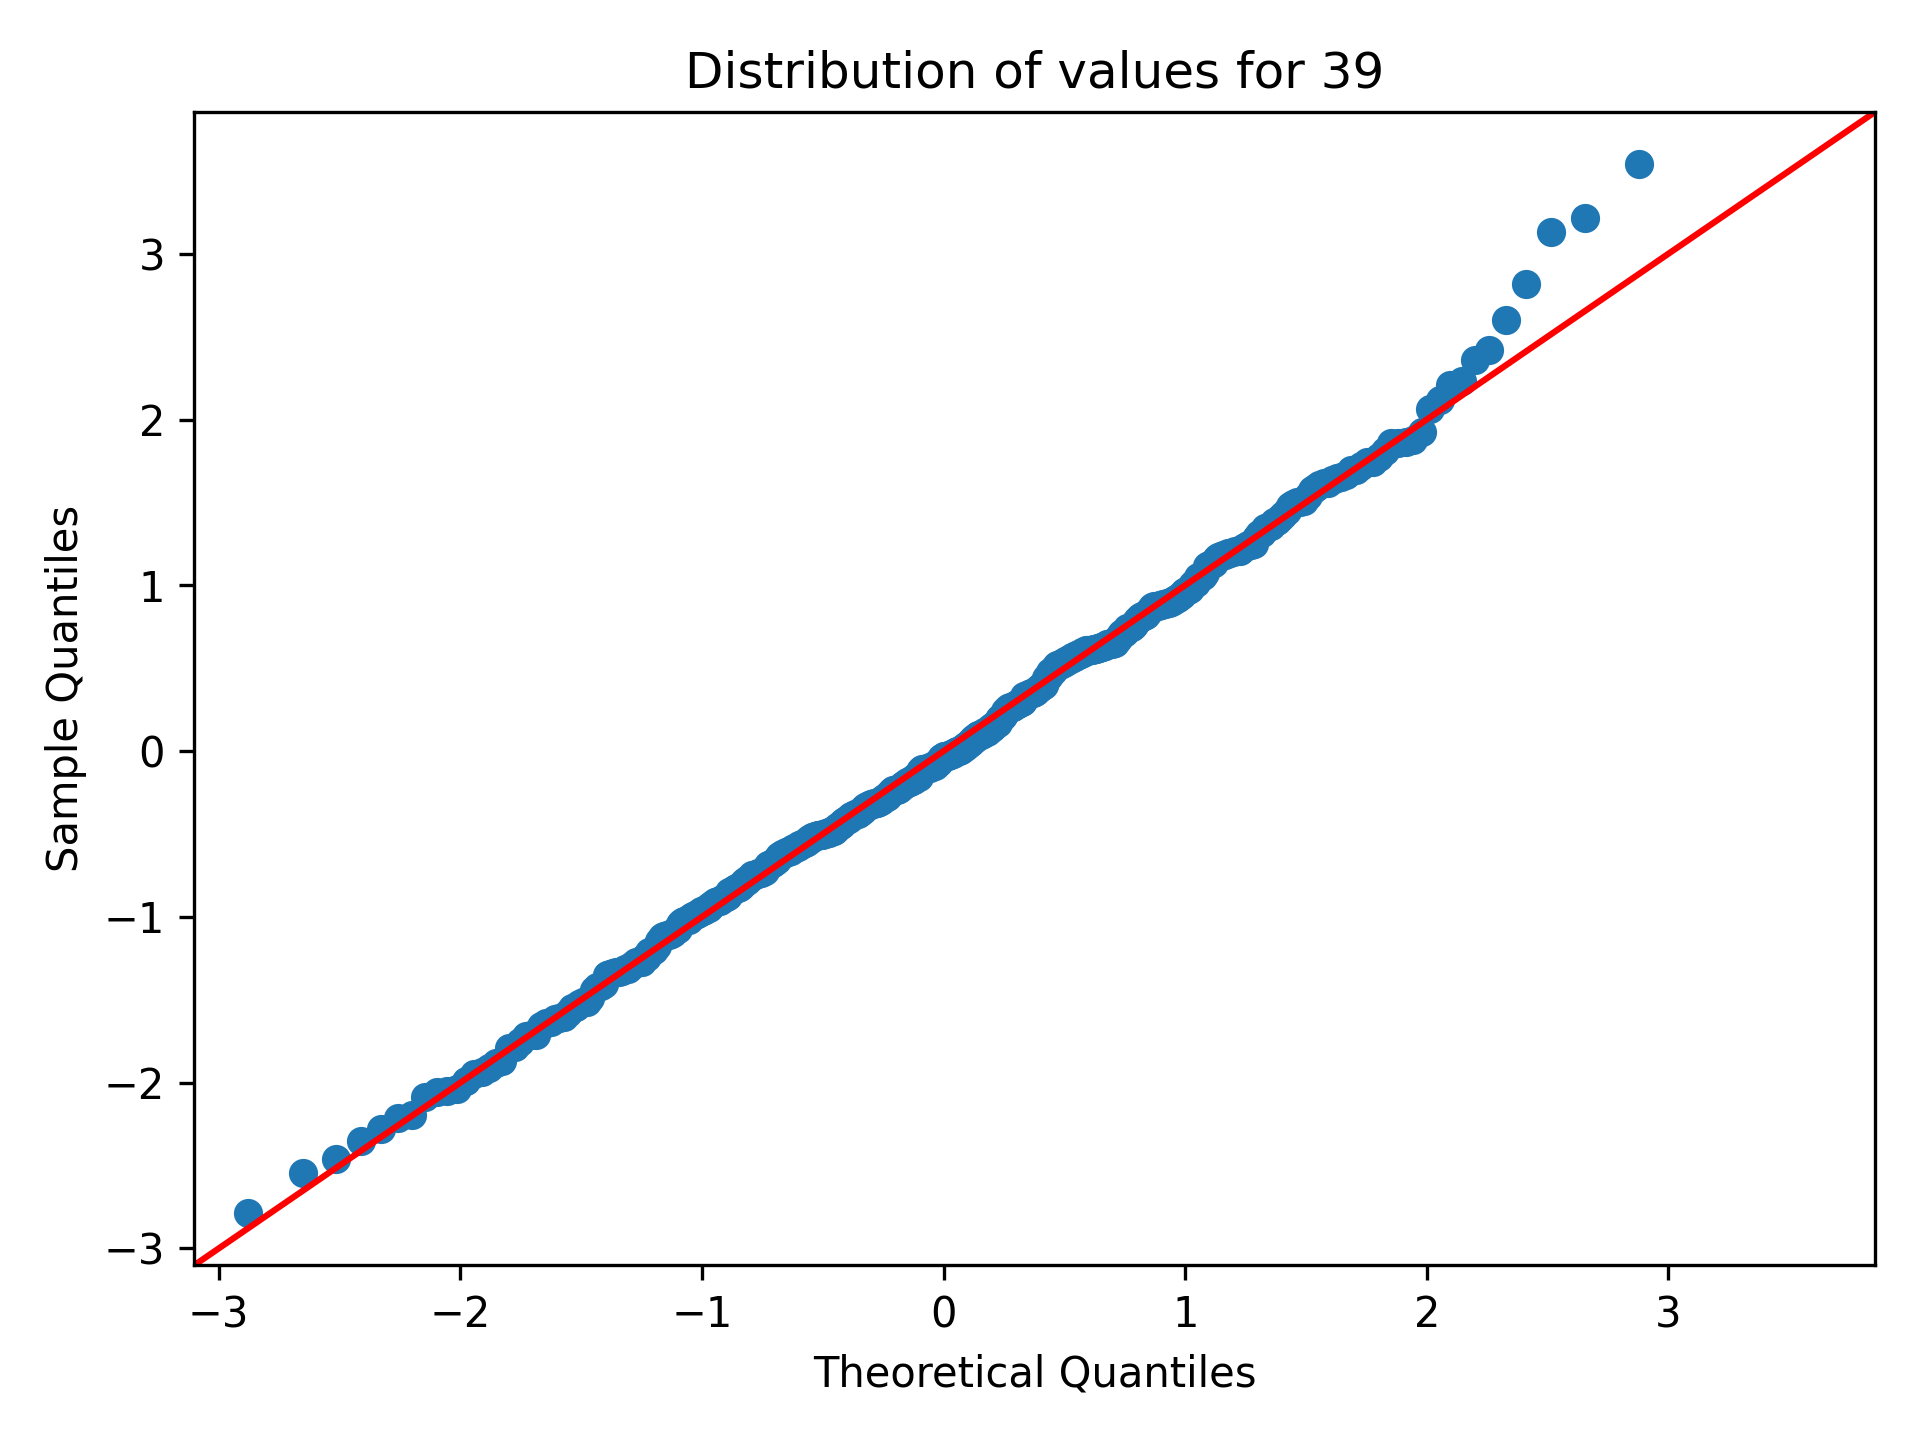 Distribution of values for 39
3
2
1
0
−1
−2
−3
Sample Quantiles
−3 −2 −1 0 1 2 3
Theoretical Quantiles